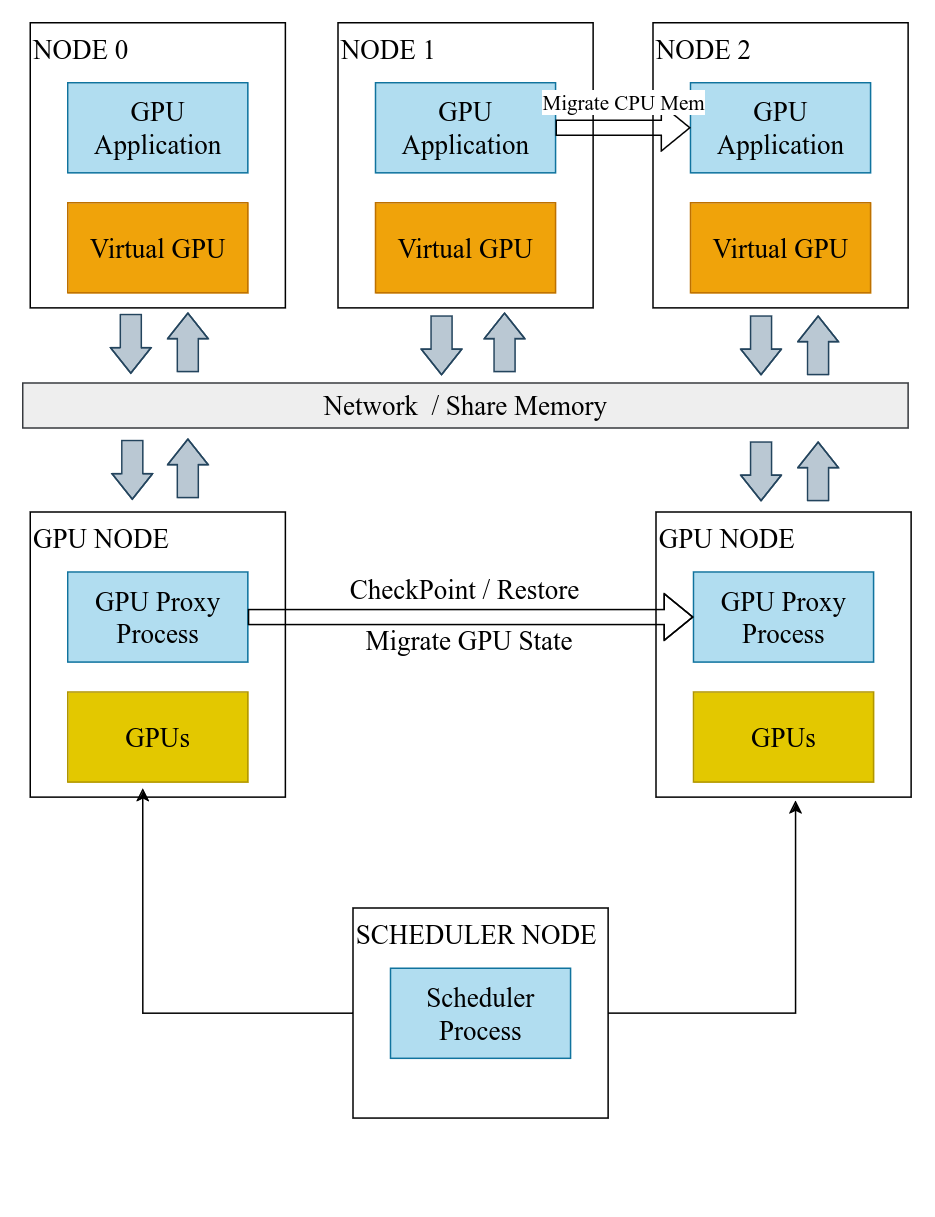 NODE 0
GPU
Application
Virtual GPU
NODE 1
GPU
Application
Virtual GPU
Migrate CPU Mem
NODE 2
GPU
Application
Virtual GPU
Network / Share Memory
GPU NODE
GPU Proxy
Process
GPUs
CheckPoint / Restore
Migrate GPU State
GPU NODE
GPU Proxy
Process
GPUs
SCHEDULER NODE
Scheduler
Process